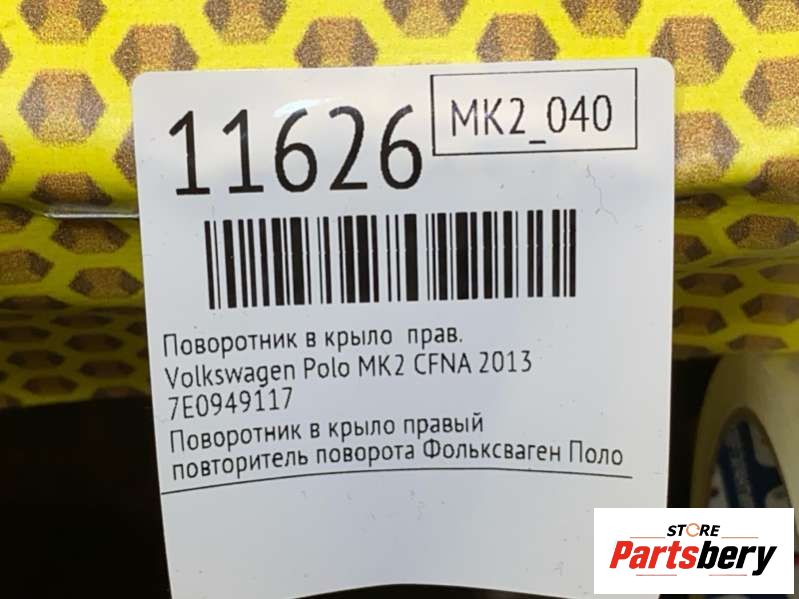 11626
MK2_040
Поворотник в крыло прав.
Volkswagen Polo MK2 CFNA 2013
7E0949117
Поворотник в крыло правый
повторитель поворота Фольксваген Поло
STORE
Partsbery